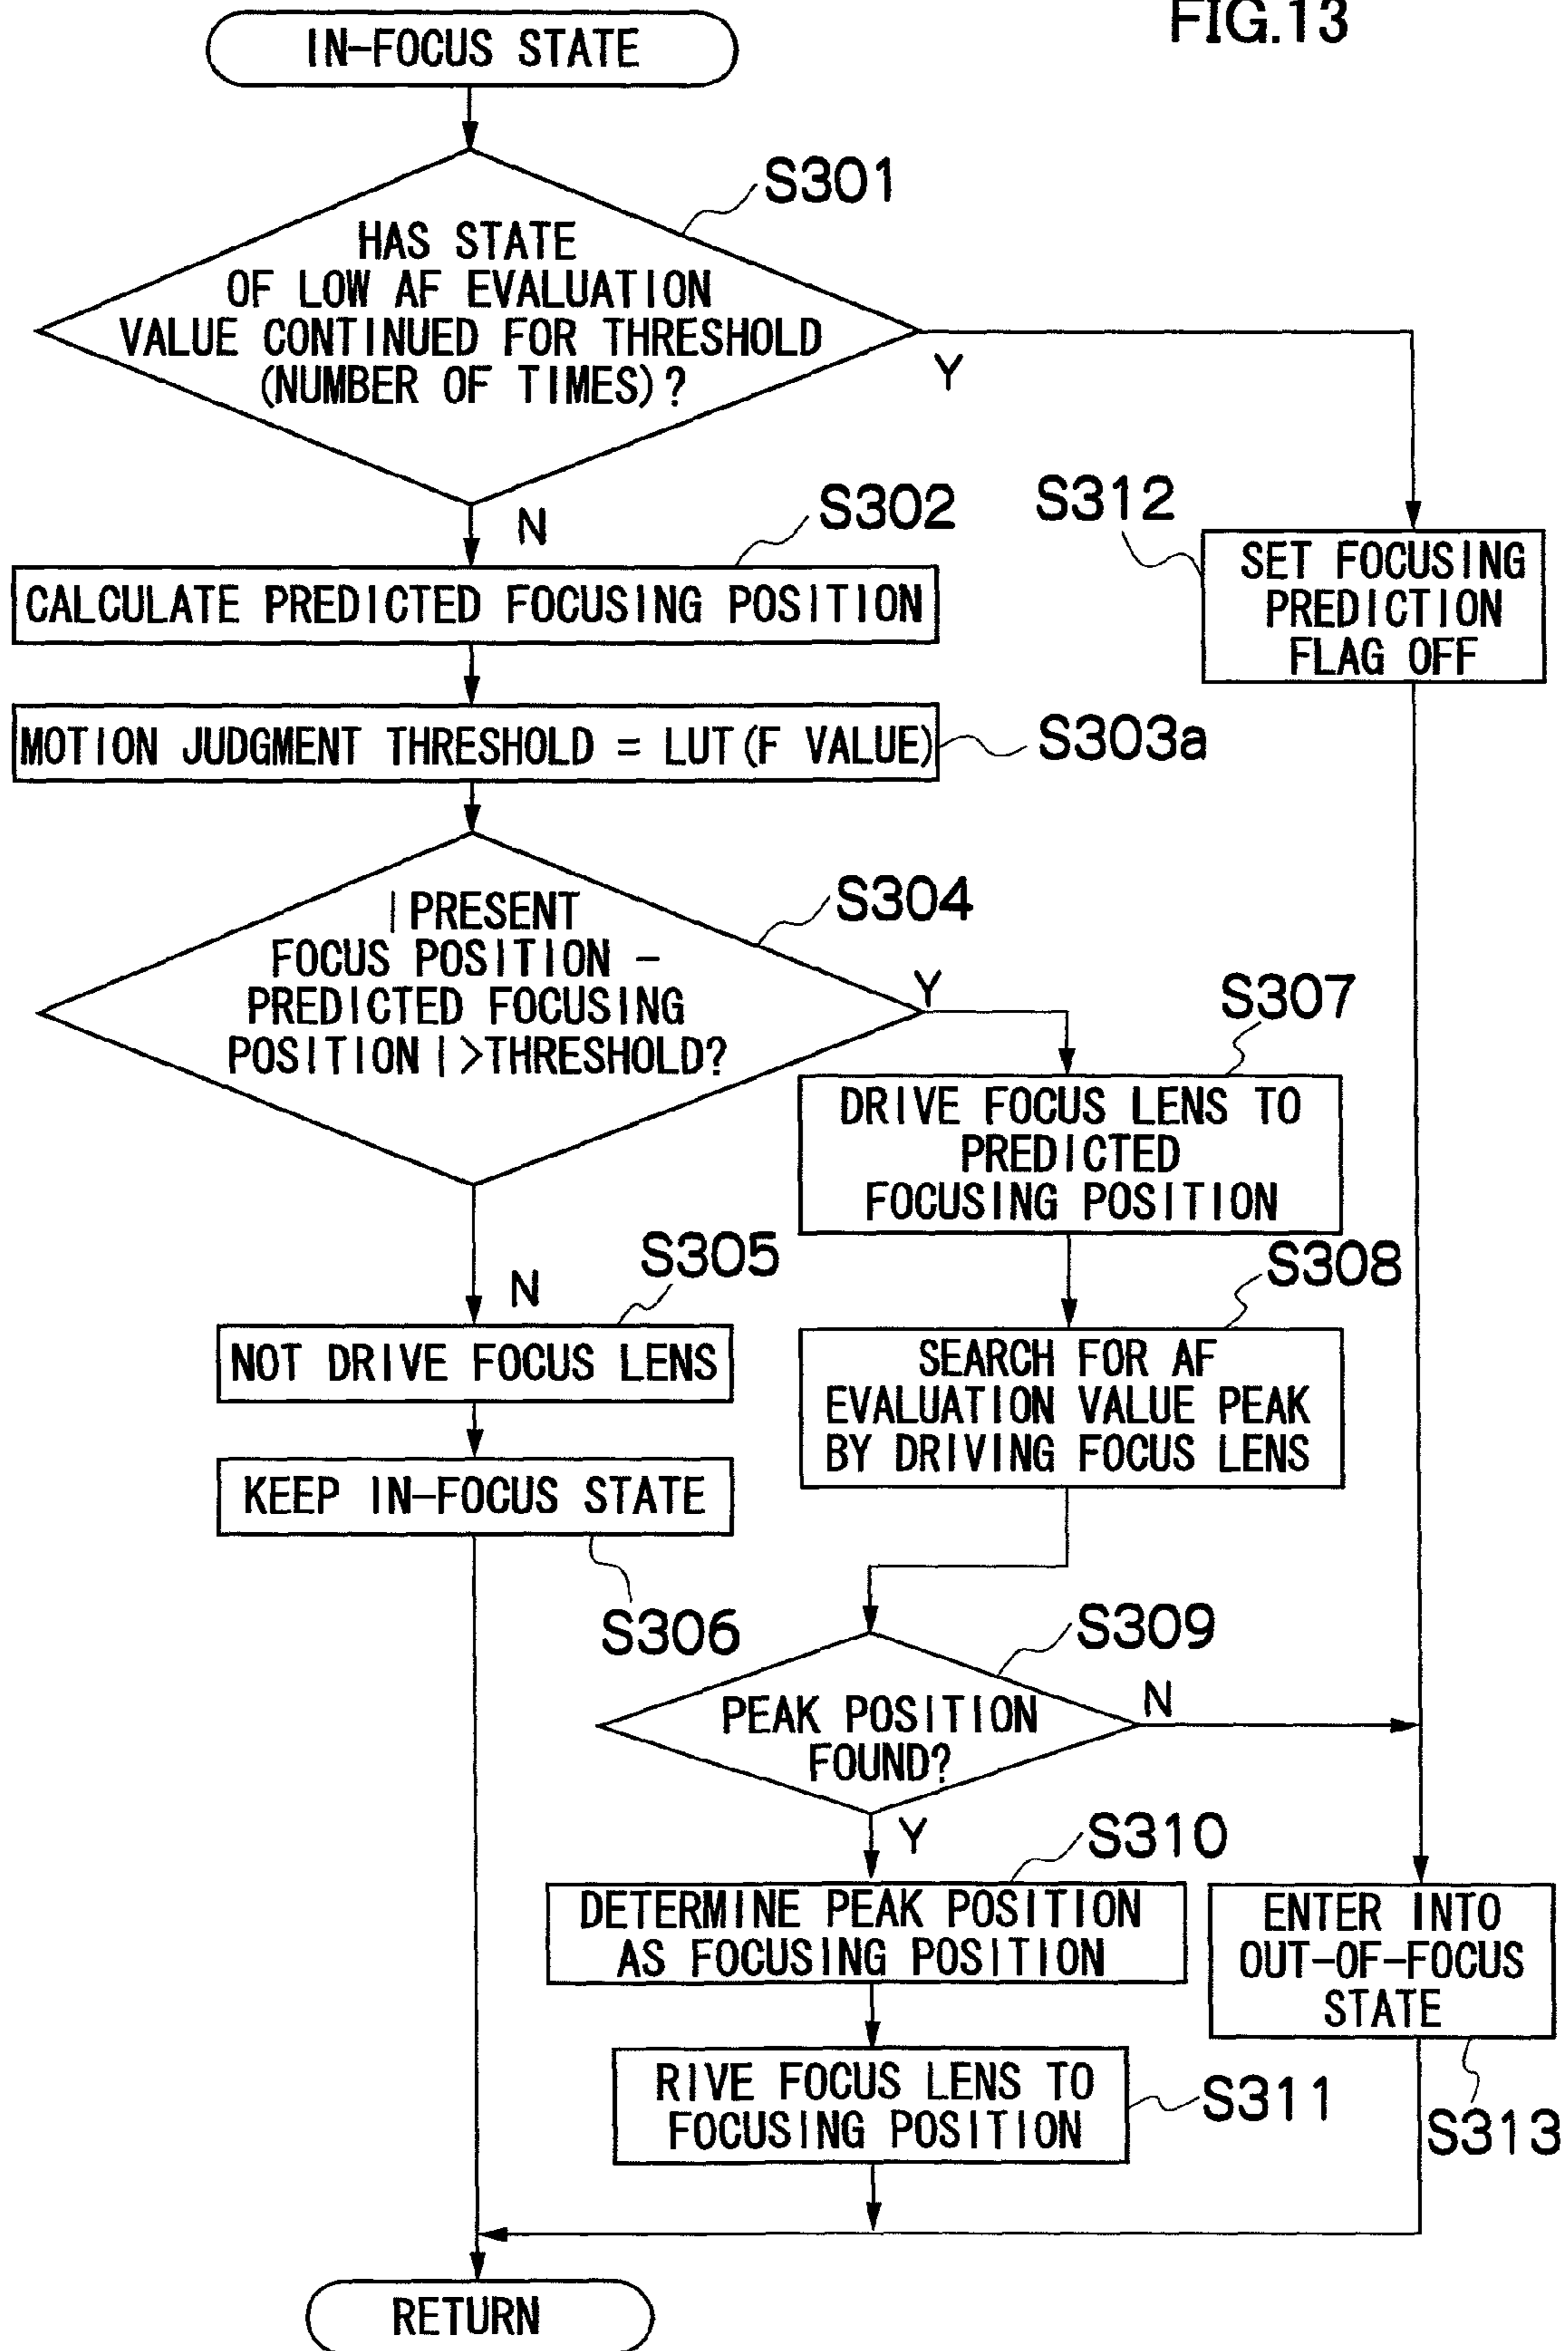 FIG.13
IN-FOCUS STATE
S301
HAS STATE
OF LOW AF EVALUATION
VALUE CONTINUED FOR THRESHOLD
(NUMBER OF TIMES)?
Y
N
S302
CALCULATE PREDICTED FOCUSING POSITION
S312
SET FOCUSING
PREDICTION
FLAG OFF
MOTION JUDGMENT THRESHOLD = LUT(F VALUE)
S303a
S304
|PRESENT
FOCUS POSITION -
PREDICTED FOCUSING
POSITION|>THRESHOLD?
Y
N
S307
DRIVE FOCUS LENS TO
PREDICTED
FOCUSING POSITION
S305
NOT DRIVE FOCUS LENS
S308
SEARCH FOR AF
EVALUATION VALUE PEAK
BY DRIVING FOCUS LENS
KEEP IN-FOCUS STATE
S306
S309
PEAK POSITION
FOUND?
N
Y
S310
DETERMINE PEAK POSITION
AS FOCUSING POSITION
ENTER INTO
OUT-OF-FOCUS
STATE
RIVE FOCUS LENS TO
FOCUSING POSITION
S311
S313
RETURN